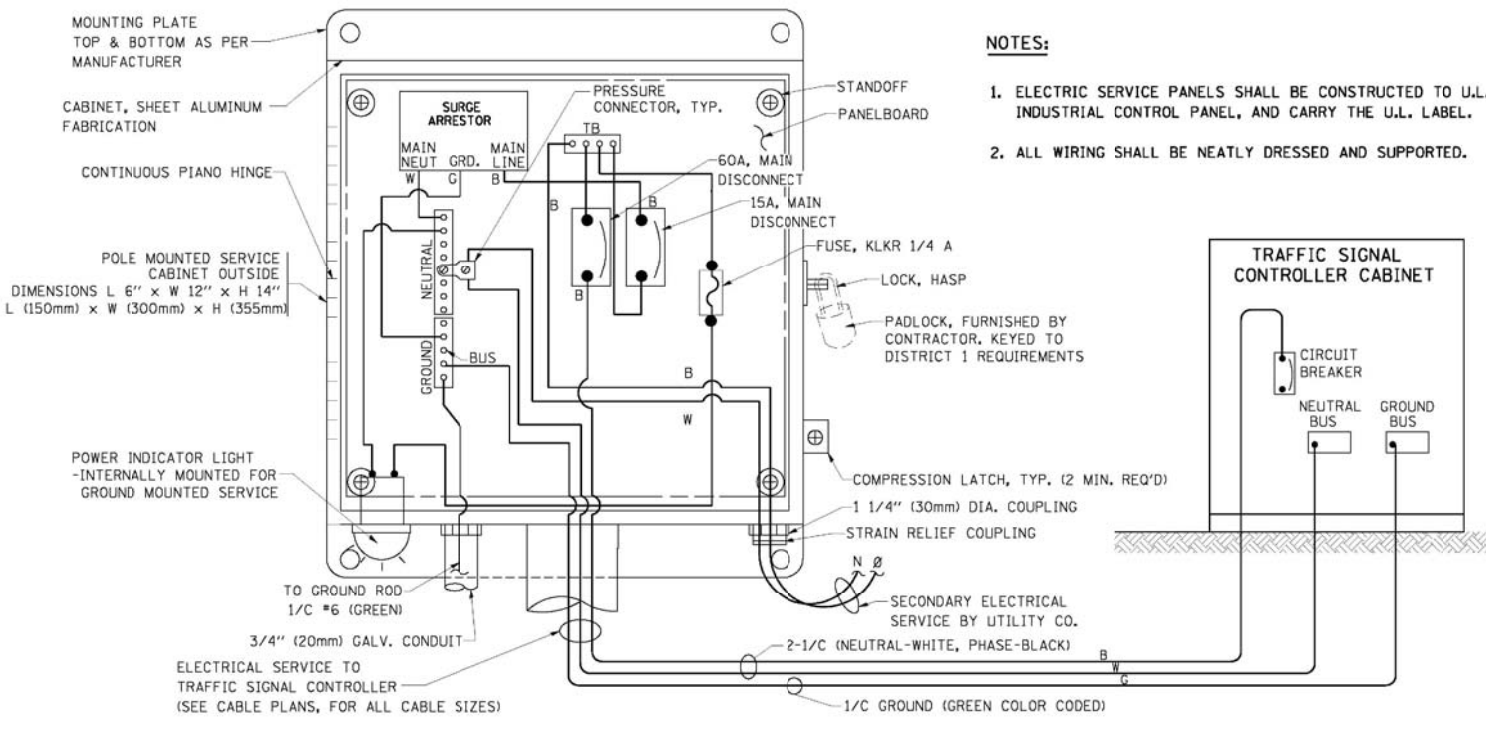 MOUNTING PLATE
TOP & BOTTOM AS PER
MANUFACTURER
CABINET, SHEET ALUMINUM
FABRICATION
CONTINUOUS PIANO HINGE
POLE MOUNTED SERVICE
CABINET OUTSIDE
DIMENSIONS L 6" x W 12" x H 14"
L (150mm) x W (300mm) x H (355mm)
POWER INDICATOR LIGHT
-INTERNALLY MOUNTED FOR
GROUND MOUNTED SERVICE
TO GROUND ROD
1/C #6 (GREEN)
3/4" (20mm) GALV. CONDUIT
ELECTRICAL SERVICE TO
TRAFFIC SIGNAL CONTROLLER
(SEE CABLE PLANS, FOR ALL CABLE SIZES)
SURGE
ARRESTOR
MAIN
NEUT
GRD.
MAIN
LINE
W
G
B
PRESSURE
CONNECTOR, TYP.
TB
NEUTRAL
GROUND
BUS
B
B
B
B
W
STANDOFF
PANELBOARD
60A, MAIN
DISCONNECT
15A, MAIN
DISCONNECT
FUSE, KLKR 1/4 A
LOCK, HASP
PADLOCK, FURNISHED BY
CONTRACTOR. KEYED TO
DISTRICT 1 REQUIREMENTS
COMPRESSION LATCH, TYP. (2 MIN. REQ'D)
1 1/4" (30mm) DIA. COUPLING
STRAIN RELIEF COUPLING
N Ø
SECONDARY ELECTRICAL
SERVICE BY UTILITY CO.
2-1/C (NEUTRAL-WHITE, PHASE-BLACK)
B
W
G
1/C GROUND (GREEN COLOR CODED)
NOTES:
1. ELECTRIC SERVICE PANELS SHALL BE CONSTRUCTED TO U.L.
INDUSTRIAL CONTROL PANEL, AND CARRY THE U.L. LABEL.
2. ALL WIRING SHALL BE NEATLY DRESSED AND SUPPORTED.
TRAFFIC SIGNAL
CONTROLLER CABINET
CIRCUIT
BREAKER
NEUTRAL
BUS
GROUND
BUS